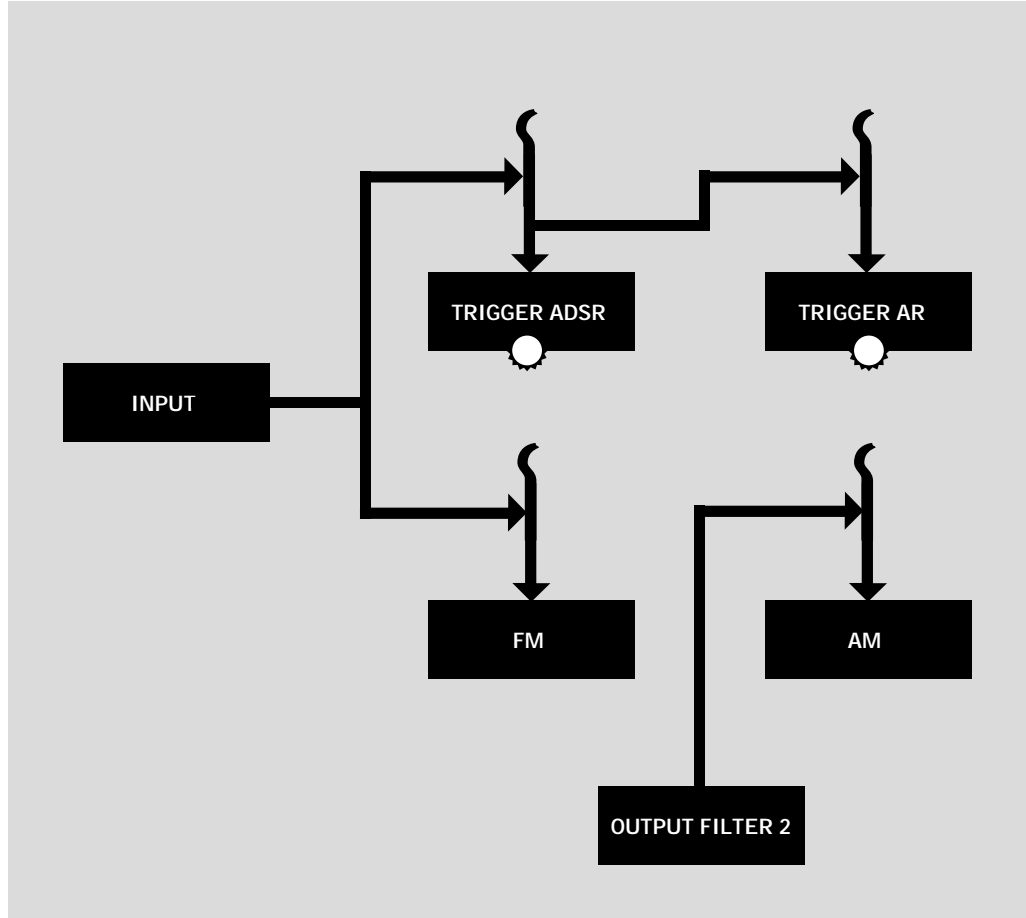 TRIGGER ADSR
TRIGGER AR
INPUT
FM
AM
OUTPUT FILTER 2